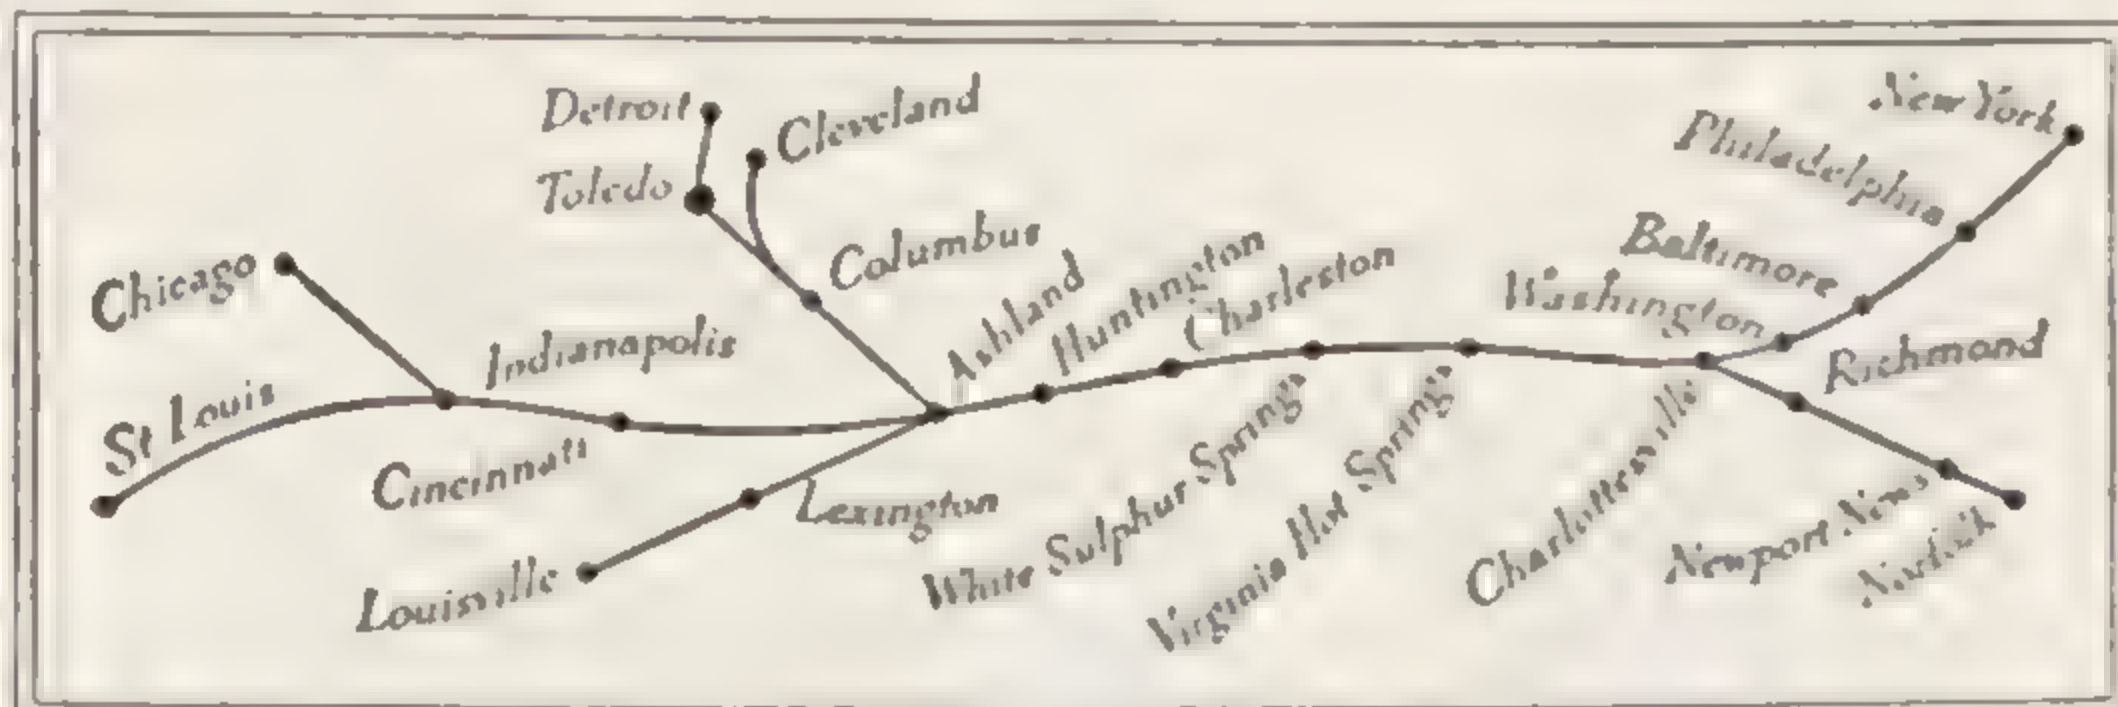 Detroit
Cleveland
Toledo
Columbus
Chicago
Indianapolis
St Louis
Cincinnati
Lexington
Louisville
Ashland
Huntington
Charleston
White Sulphur Springs
Virginia Hot Springs
Charlottesville
Washington
Baltimore
Philadelphia
New York
Richmond
Newport News
Norfolk